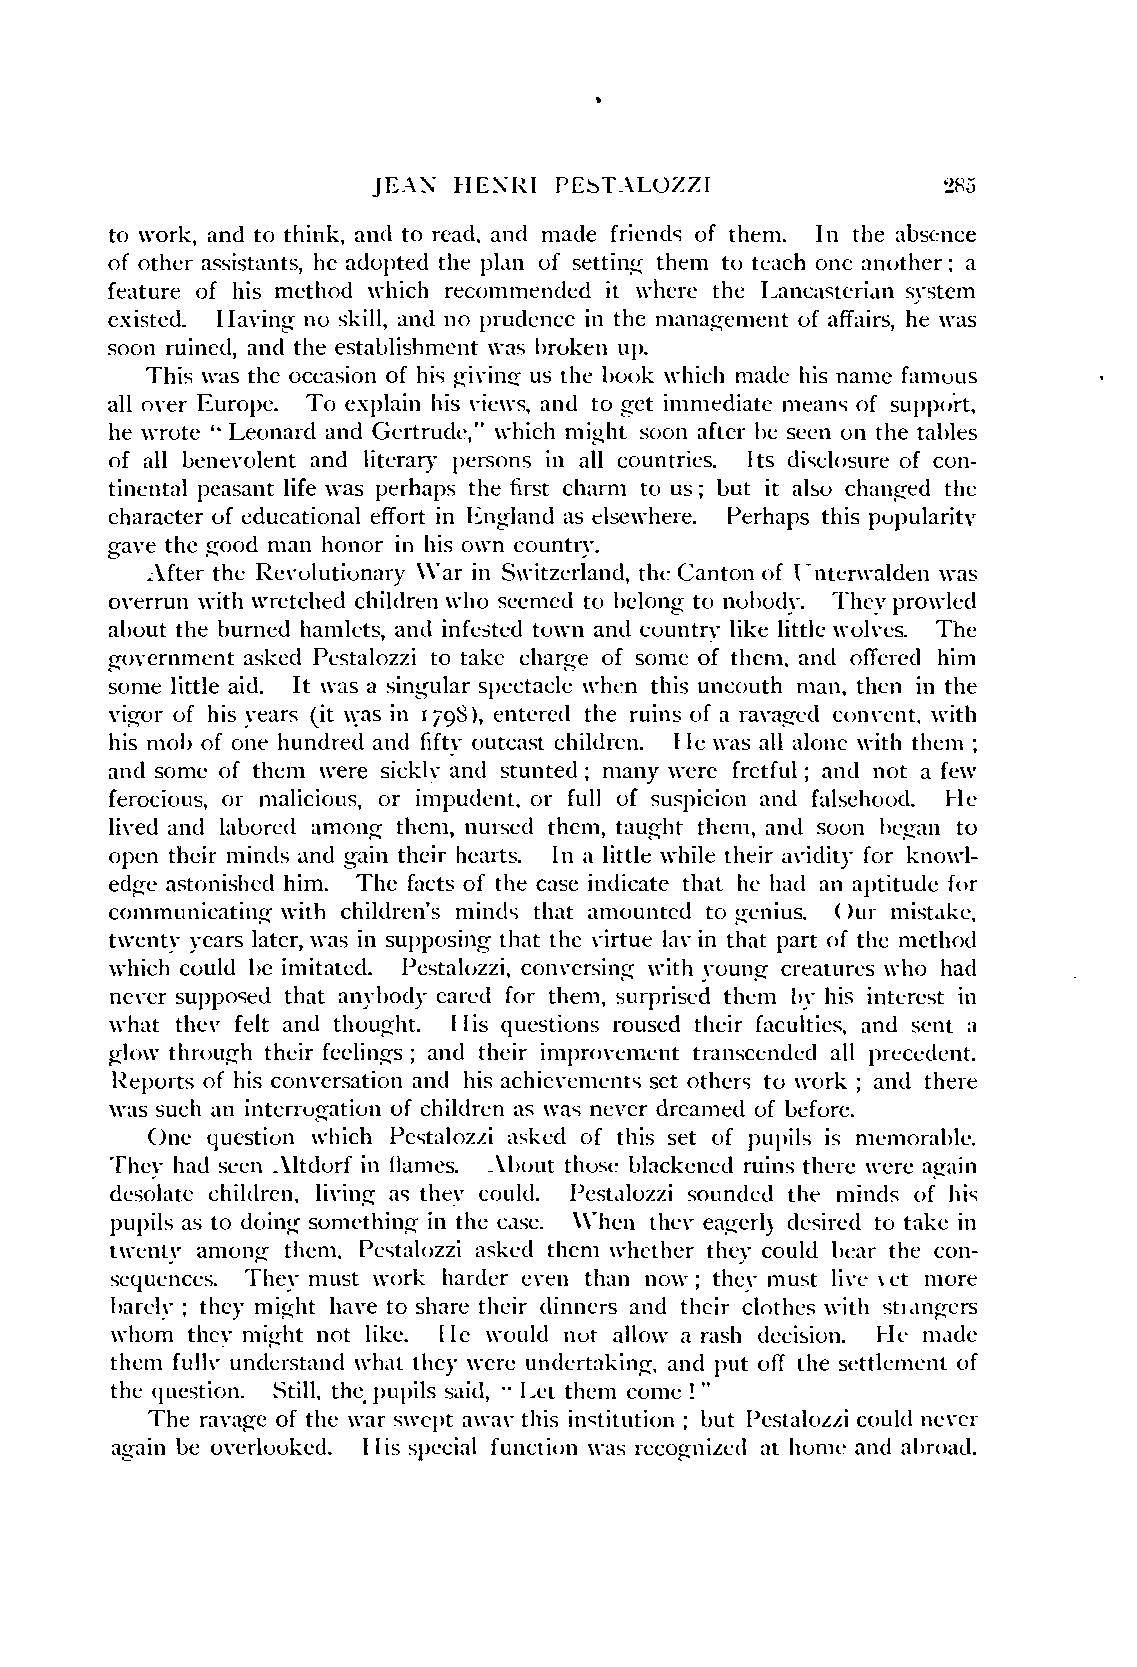 JEAN HENRI PESTALOZZI 285
to work, and to think, and to read, and made friends of them. In the absence
of other assistants, he adopted the plan of setting them to teach one another; a
feature of his method which recommended it where the Lancasterian system
existed. Having no skill, and no prudence in the management of affairs, he was
soon ruined, and the establishment was broken up.
This was the occasion of his giving us the book which made his name famous
all over Europe. To explain his views, and to get immediate means of support,
he wrote "Leonard and Gertrude," which might soon after be seen on the tables
of all benevolent and literary persons in all countries. Its disclosure of con-
tinental peasant life was perhaps the first charm to us; but it also changed the
character of educational effort in England as elsewhere. Perhaps this popularity
gave the good man honor in his own country.
After the Revolutionary War in Switzerland, the Canton of Unterwalden was
overrun with wretched children who seemed to belong to nobody. They prowled
about the burned hamlets, and infested town and country like little wolves. The
government asked Pestalozzi to take charge of some of them, and offered him
some little aid. It was a singular spectacle when this uncouth man, then in the
vigor of his years (it was in 1798), entered the ruins of a ravaged convent, with
his mob of one hundred and fifty outcast children. He was all alone with them;
and some of them were sickly and stunted; many were fretful; and not a few
ferocious, or malicious, or impudent, or full of suspicion and falsehood. He
lived and labored among them, nursed them, taught them, and soon began to
open their minds and gain their hearts. In a little while their avidity for knowl-
edge astonished him. The facts of the case indicate that he had an aptitude for
communicating with children's minds that amounted to genius. Our mistake,
twenty years later, was in supposing that the virtue lay in that part of the method
which could be imitated. Pestalozzi, conversing with young creatures who had
never supposed that anybody cared for them, surprised them by his interest in
what they felt and thought. His questions roused their faculties, and sent a
glow through their feelings; and their improvement transcended all precedent.
Reports of his conversation and his achievements set others to work; and there
was such an interrogation of children as was never dreamed of before.
One question which Pestalozzi asked of this set of pupils is memorable.
They had seen Altdorf in flames. About those blackened ruins there were again
desolate children, living as they could. Pestalozzi sounded the minds of his
pupils as to doing something in the case. When they eagerly desired to take in
twenty among them, Pestalozzi asked them whether they could bear the con-
sequences. They must work harder even than now; they must live yet more
barely; they might have to share their dinners and their clothes with strangers
whom they might not like. He would not allow a rash decision. He made
them fully understand what they were undertaking, and put off the settlement of
the question. Still, the pupils said, "Let them come!"
The ravage of the war swept away this institution; but Pestalozzi could never
again be overlooked. His special function was recognized at home and abroad.